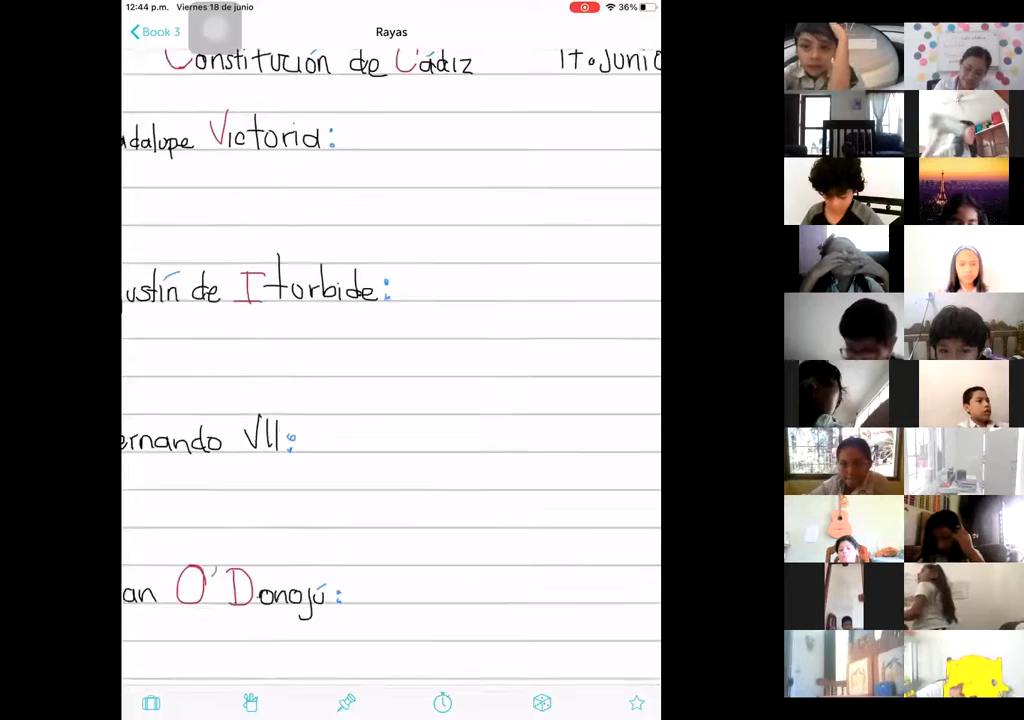 12:44 p.m. Viernes 18 de junio 36%
Book 3 Rayas
Constitución de Cádiz 17•junio
adalupe Victoria:
ustín de Iturbide:
ernando VII:
an O'Donojú: